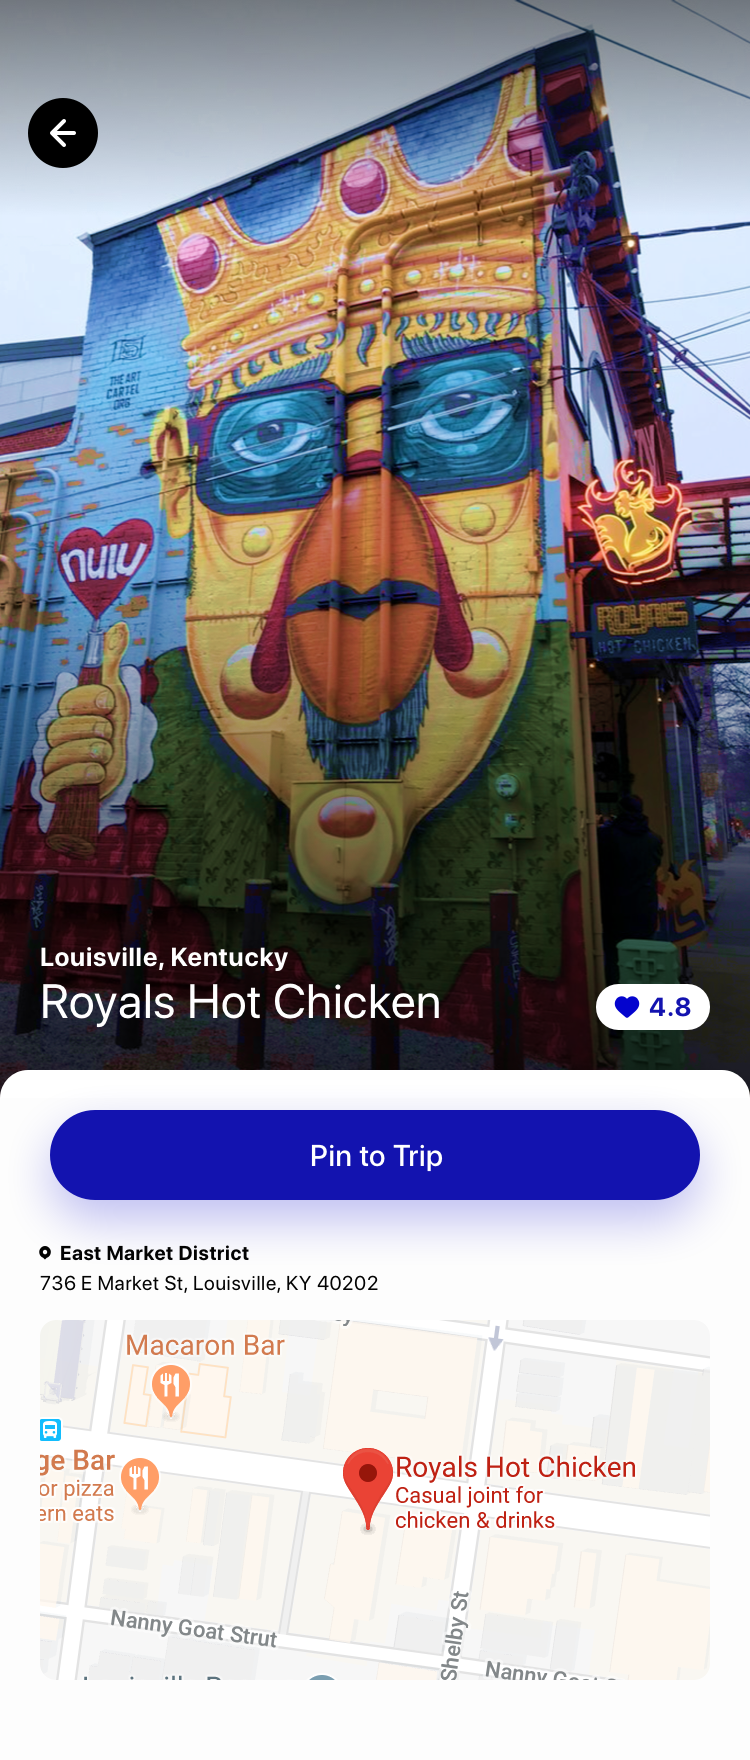 THE ART
CARTEL
.ORG
nulu
ROYALS
HOT CHICKEN
Louisville, Kentucky
Royals Hot Chicken
4.8
Pin to Trip
East Market District
736 E Market St, Louisville, KY 40202
Macaron Bar
ge Bar
or pizza
ern eats
Royals Hot Chicken
Casual joint for
chicken & drinks
Nanny Goat Strut
Shelby St
Nanny